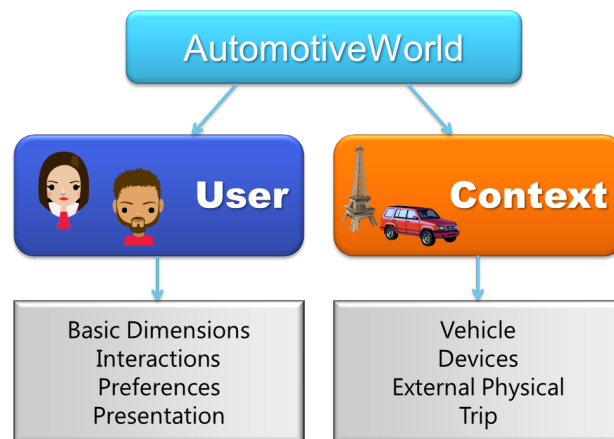 AutomotiveWorld
User
Context
Basic Dimensions
Interactions
Preferences
Presentation
Vehicle
Devices
External Physical
Trip